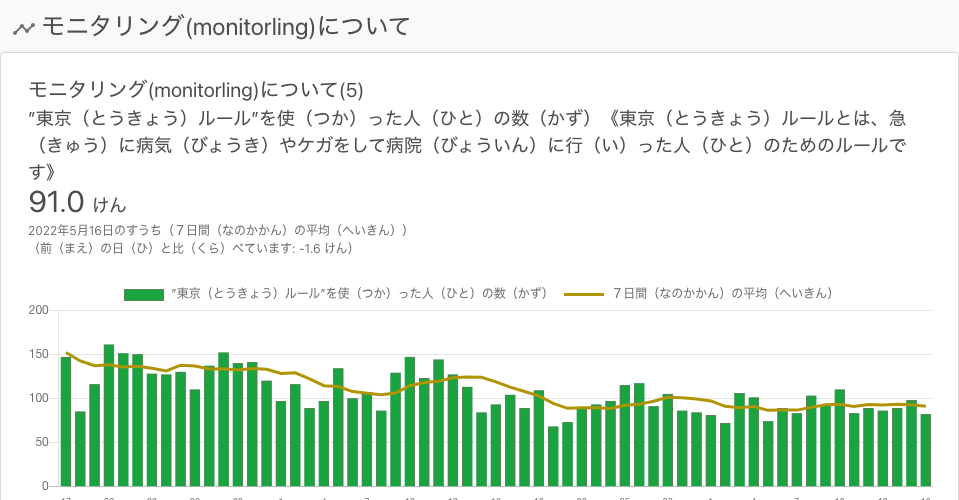 モニタリング(monitorling)について
モニタリング(monitorling)について(5)
”東京（とうきょう）ルール”を使（つか）った人（ひと）の数（かず）《東京（とうきょう）ルールとは、急
（きゅう）に病気（びょうき）やケガをして病院（びょういん）に行（い）った人（ひと）のためのルールで
す》
91.0 けん
2022年5月16日のすうち（７日間（なのかかん）の平均（へいきん））
（前（まえ）の日（ひ）と比（くら）べています: -1.6 けん）
”東京（とうきょう）ルール”を使（つか）った人（ひと）の数（かず） ７日間（なのかかん）の平均（へいきん）
200
150
100
50
0